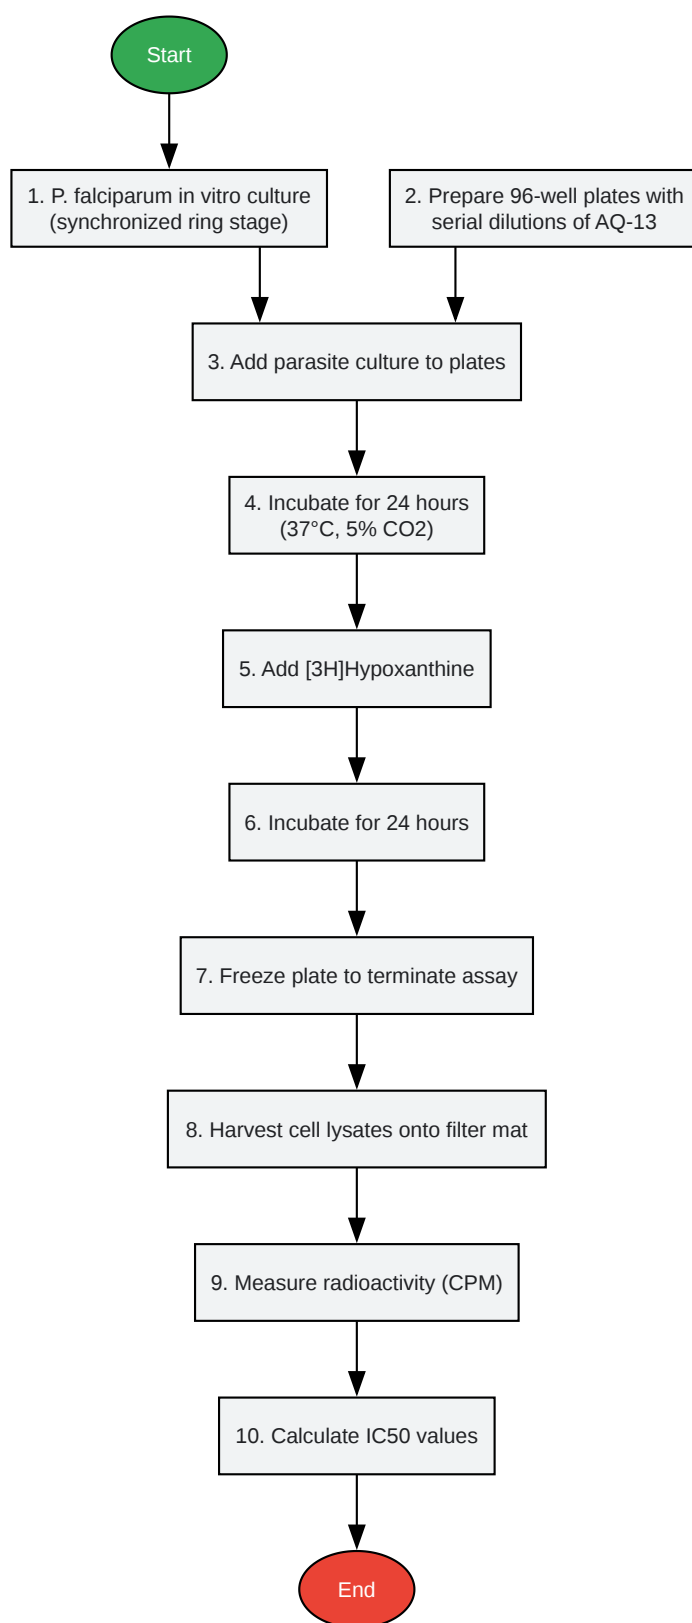 Start
1. P. falciparum in vitro culture
(synchronized ring stage)
2. Prepare 96-well plates with
serial dilutions of AQ-13
3. Add parasite culture to plates
4. Incubate for 24 hours
(37°C, 5% CO2)
5. Add [3H]Hypoxanthine
6. Incubate for 24 hours
7. Freeze plate to terminate assay
8. Harvest cell lysates onto filter mat
9. Measure radioactivity (CPM)
10. Calculate IC50 values
End